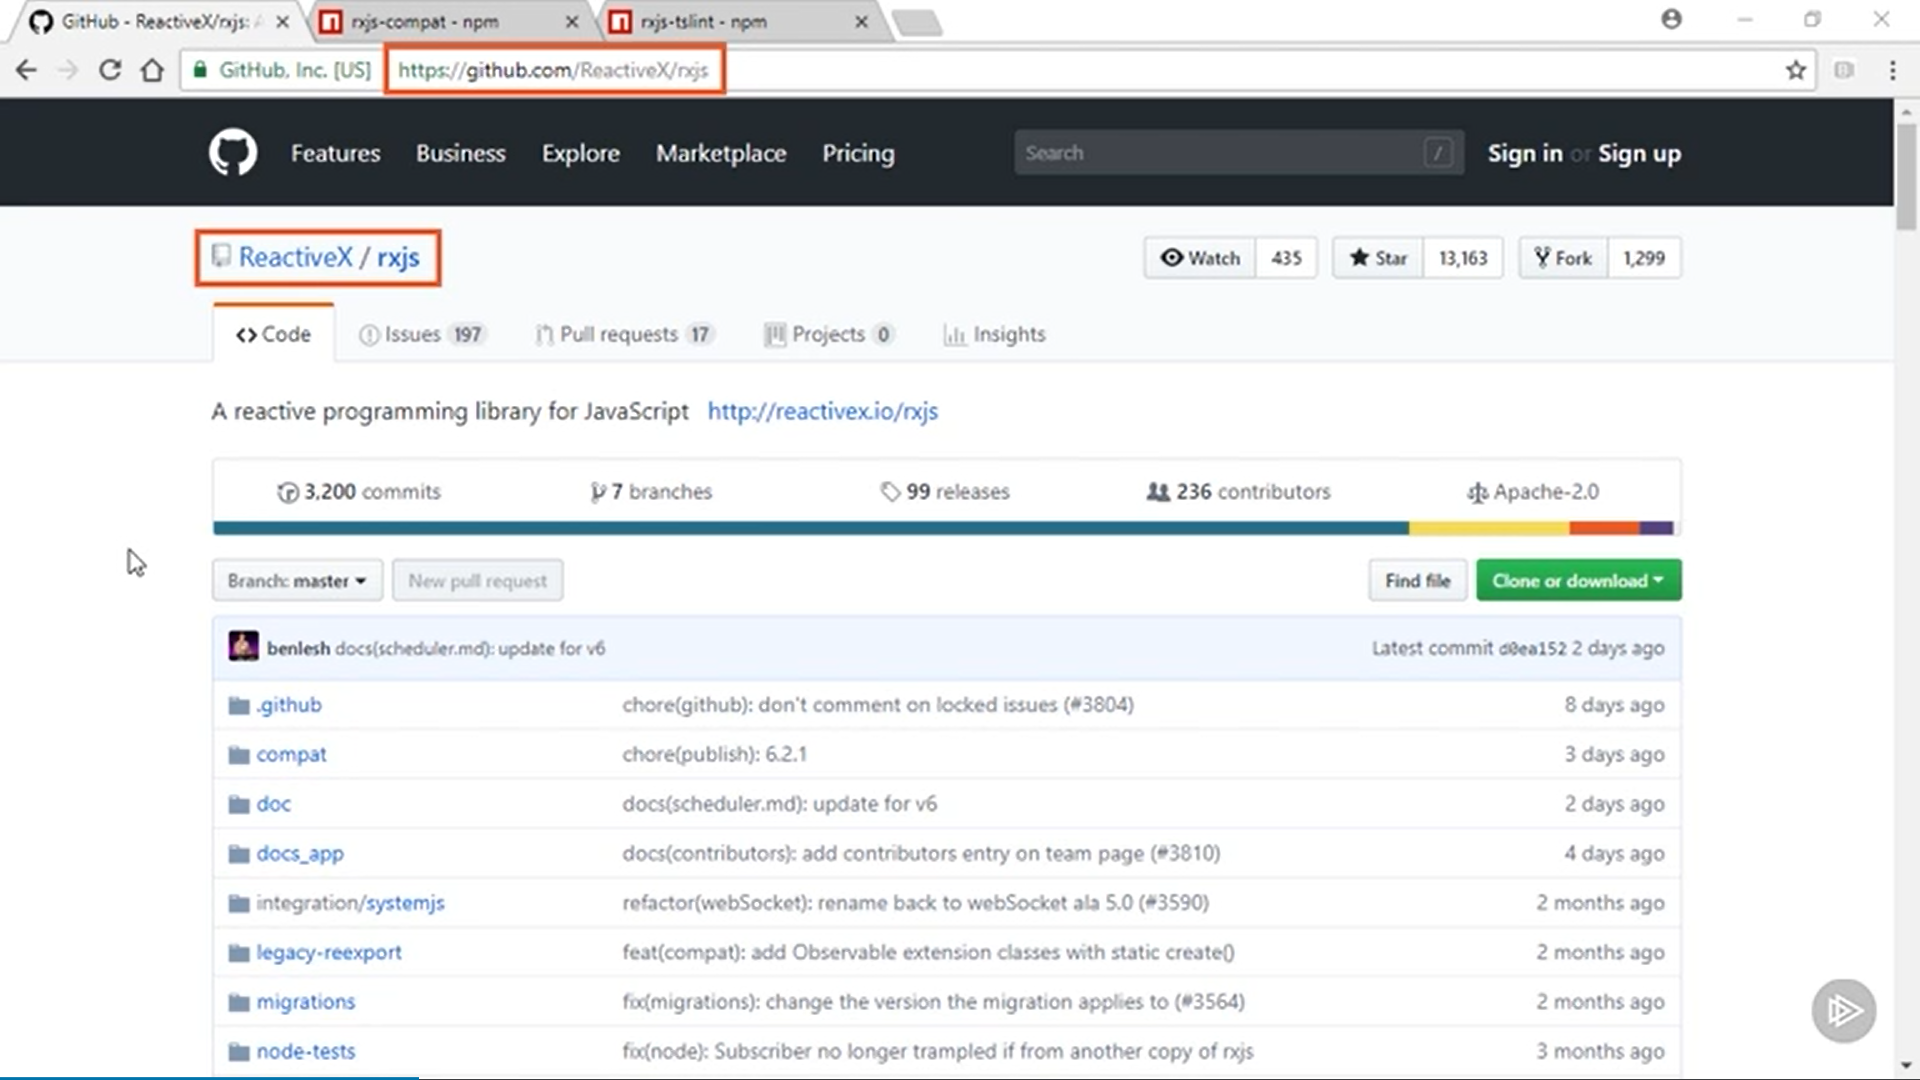 GitHub - ReactiveX/rxjs: A
rxjs-compat - npm
rxjs-tslint - npm
GitHub, Inc. [US]
https://github.com/ReactiveX/rxjs
Features
Business
Explore
Marketplace
Pricing
Search
/
Sign in or Sign up
ReactiveX / rxjs
Watch 435
Star 13,163
Fork 1,299
Code
Issues 197
Pull requests 17
Projects 0
Insights
A reactive programming library for JavaScript http://reactivex.io/rxjs
3,200 commits
7 branches
99 releases
236 contributors
Apache-2.0
Branch: master
New pull request
Find file
Clone or download
benlesh docs(scheduler.md): update for v6
Latest commit d0ea152 2 days ago
.github chore(github): don't comment on locked issues (#3804) 8 days ago
compat chore(publish): 6.2.1 3 days ago
doc docs(scheduler.md): update for v6 2 days ago
docs_app docs(contributors): add contributors entry on team page (#3810) 4 days ago
integration/systemjs refactor(webSocket): rename back to webSocket ala 5.0 (#3590) 2 months ago
legacy-reexport feat(compat): add Observable extension classes with static create() 2 months ago
migrations fix(migrations): change the version the migration applies to (#3564) 2 months ago
node-tests fix(node): Subscriber no longer trampled if from another copy of rxjs 3 months ago